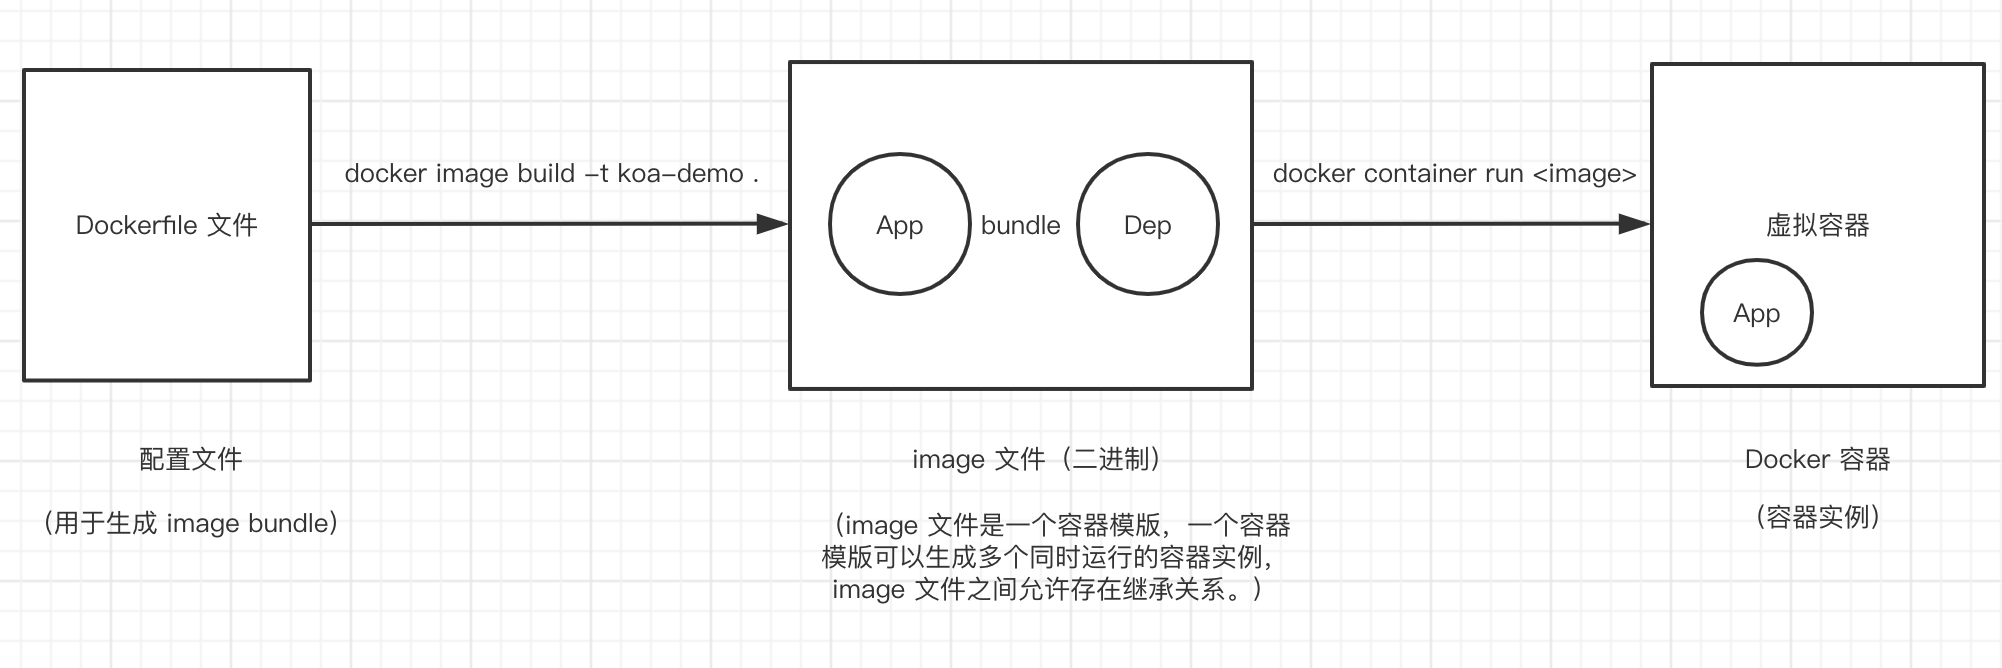 docker image build -t koa-demo .
docker container run <image>
Dockerfile 文件
App
bundle
Dep
虚拟容器
App
配置文件
image 文件（二进制）
Docker 容器
（用于生成 image bundle）
（image 文件是一个容器模版，一个容器
模版可以生成多个同时运行的容器实例，
image 文件之间允许存在继承关系。）
（容器实例）